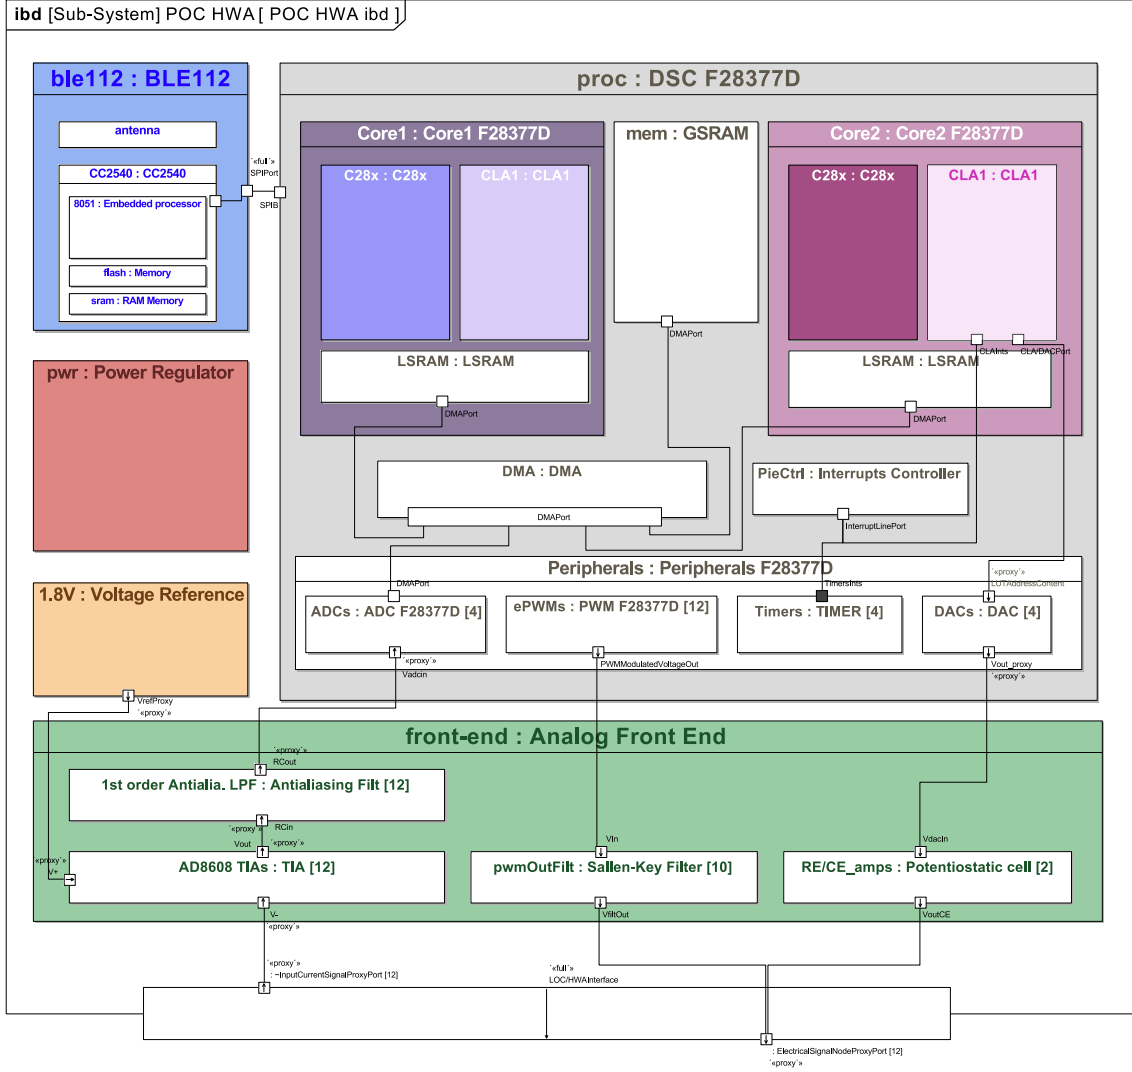 ibd [Sub-System] POC HWA [ POC HWA ibd ]
ble112 : BLE112
proc : DSC F28377D
antenna
CC2540 : CC2540
8051 : Embedded processor
flash : Memory
sram : RAM Memory
´«full´»
SPIPort
SPIB
Core1 : Core1 F28377D
C28x : C28x
CLA1 : CLA1
LSRAM : LSRAM
DMAPort
mem : GSRAM
DMAPort
Core2 : Core2 F28377D
C28x : C28x
CLA1 : CLA1
CLAInts
CLA/DACPort
LSRAM : LSRAM
DMAPort
pwr : Power Regulator
DMA : DMA
DMAPort
PieCtrl : Interrupts Controller
InterruptLinePort
Peripherals : Peripherals F28377D
DMAPort
TimersInts
´«proxy´»
LUTAddressContent
ADCs : ADC F28377D [4]
ePWMs : PWM F28377D [12]
Timers : TIMER [4]
DACs : DAC [4]
´«proxy´»
Vadcin
PWMModulatedVoltageOut
Vout_proxy
´«proxy´»
1.8V : Voltage Reference
VrefProxy
´«proxy´»
front-end : Analog Front End
´«proxy´»
RCout
1st order Antialia. LPF : Antialiasing Filt [12]
´«proxy´»
RCin
Vout
´«proxy´»
VIn
VdacIn
´«proxy´»
V+
AD8608 TIAs : TIA [12]
pwmOutFilt : Sallen-Key Filter [10]
RE/CE_amps : Potentiostatic cell [2]
V-
´«proxy´»
VfiltOut
VoutCE
´«proxy´»
: ~InputCurrentSignalProxyPort [12]
´«full´»
LOC/HWAInterface
: ElectricalSignalNodeProxyPort [12]
´«proxy´»